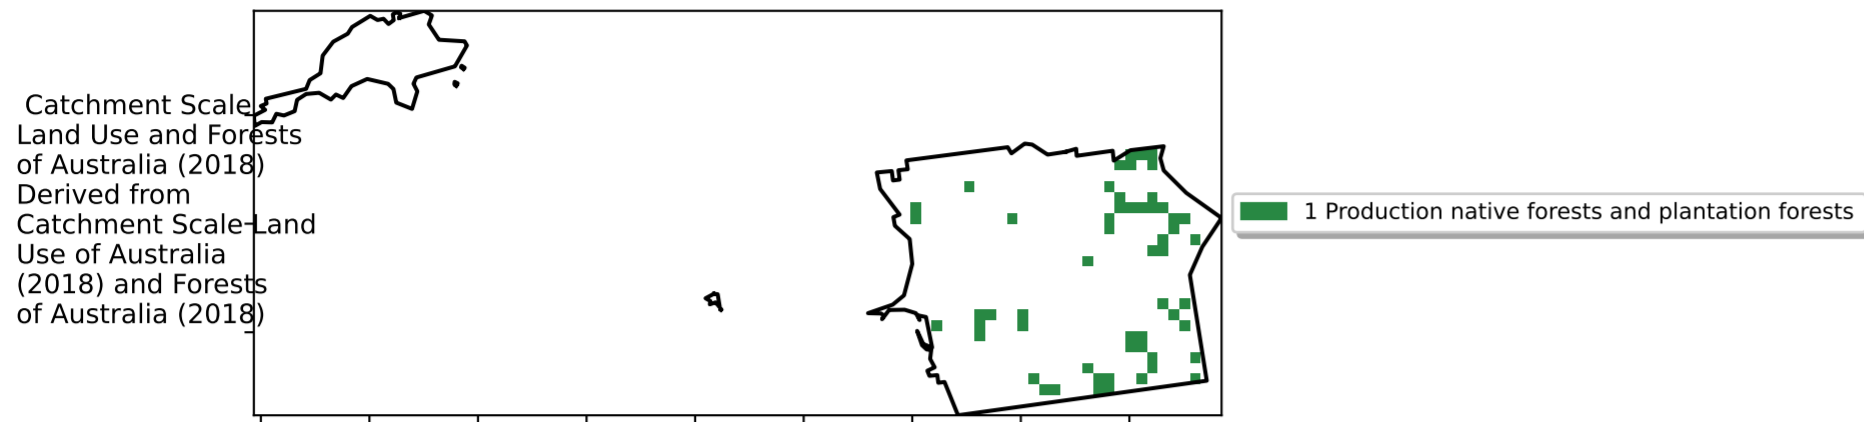 Catchment Scale
Land Use and Forests
of Australia (2018)
Derived from
Catchment Scale Land
Use of Australia
(2018) and Forests
of Australia (2018)
1 Production native forests and plantation forests